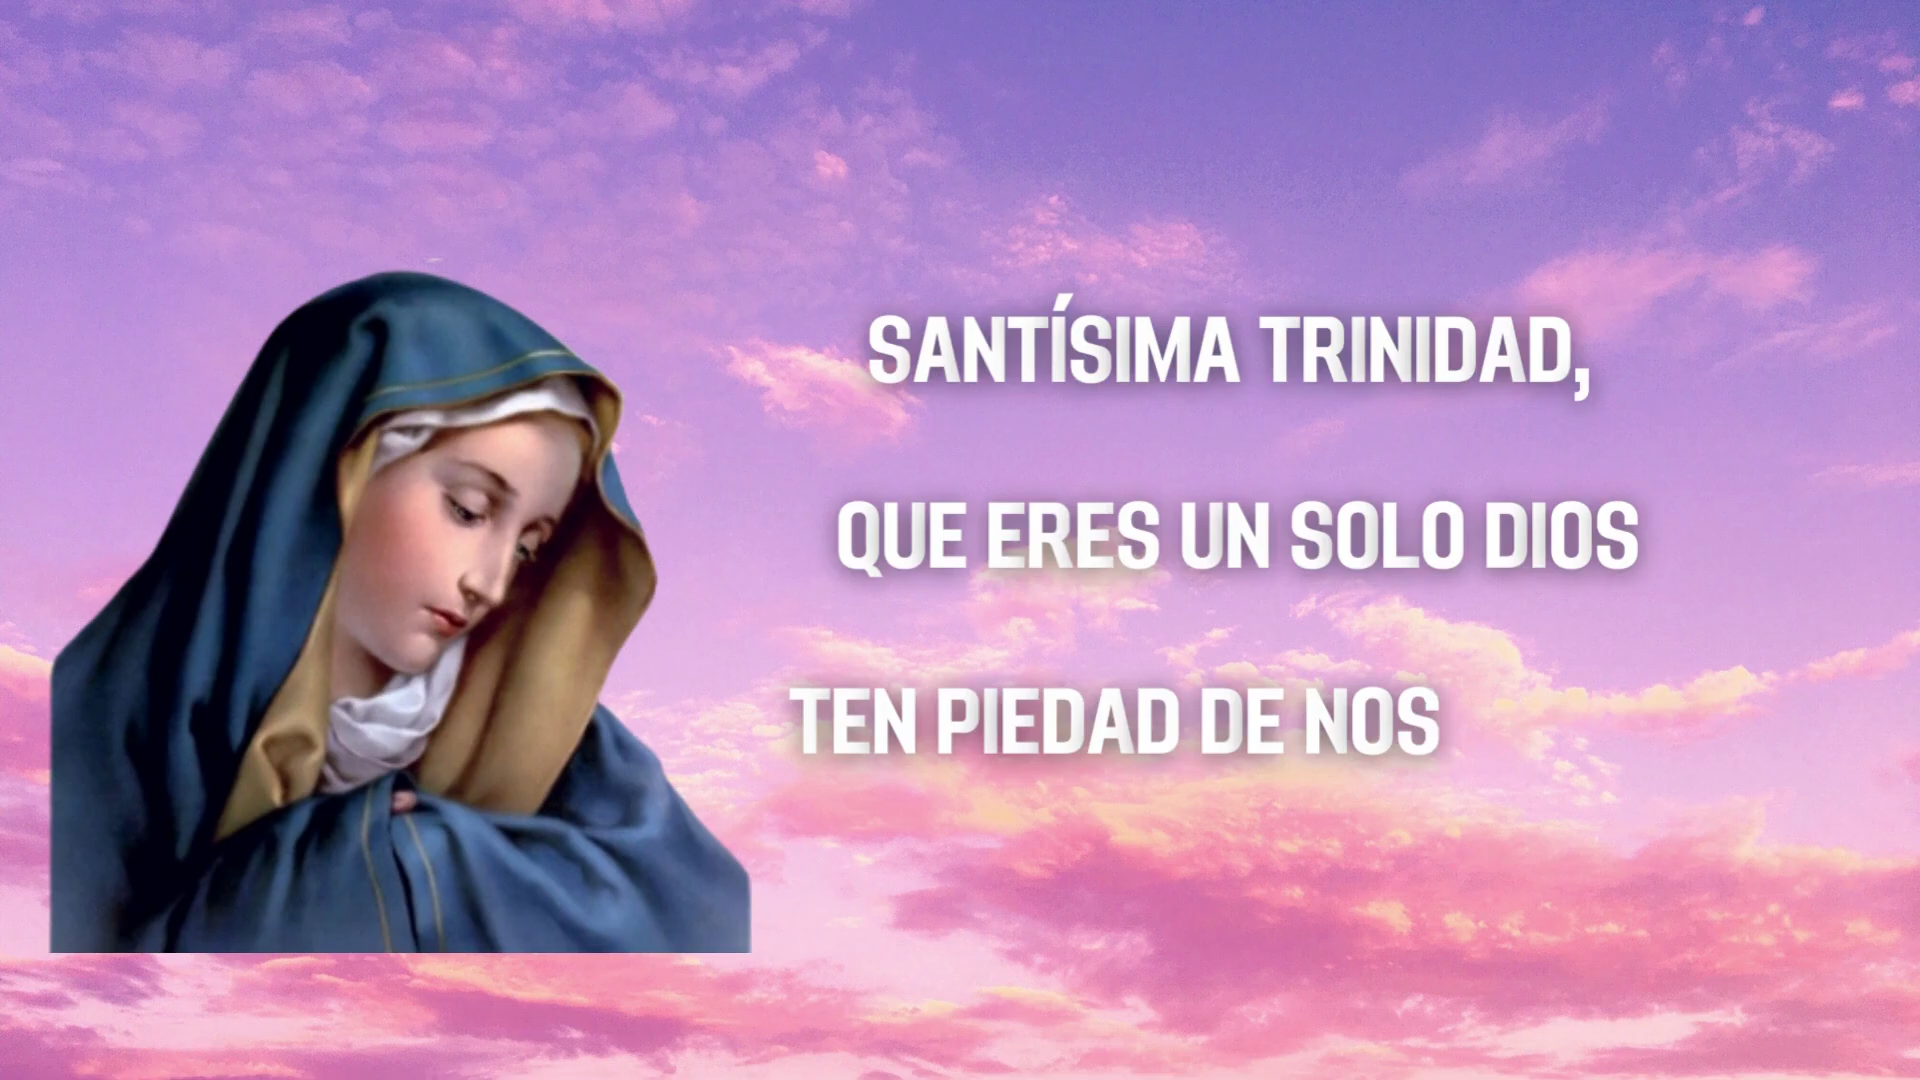 SANTÍSIMA TRINIDAD,
QUE ERES UN SOLO DIOS
TEN PIEDAD DE NOS